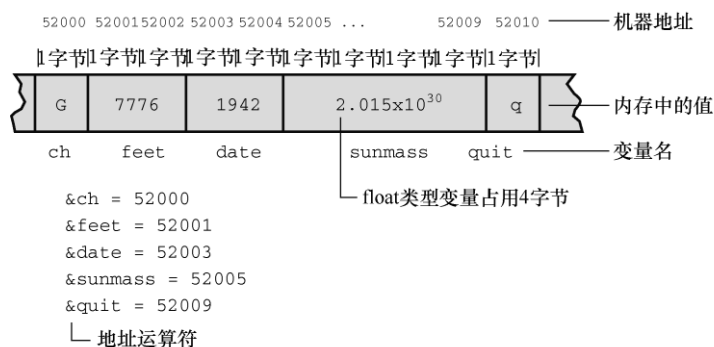 52000 52001 52002 52003 52004 52005 ... 52009 52010 机器地址
1字节 1字节 1字节 1字节 1字节 1字节 1字节 1字节 1字节 1字节
G 7776 1942 2.015x10³⁰ q 内存中的值
ch feet date sunmass quit 变量名
&ch = 52000
float类型变量占用4字节
&feet = 52001
&date = 52003
&sunmass = 52005
&quit = 52009
地址运算符